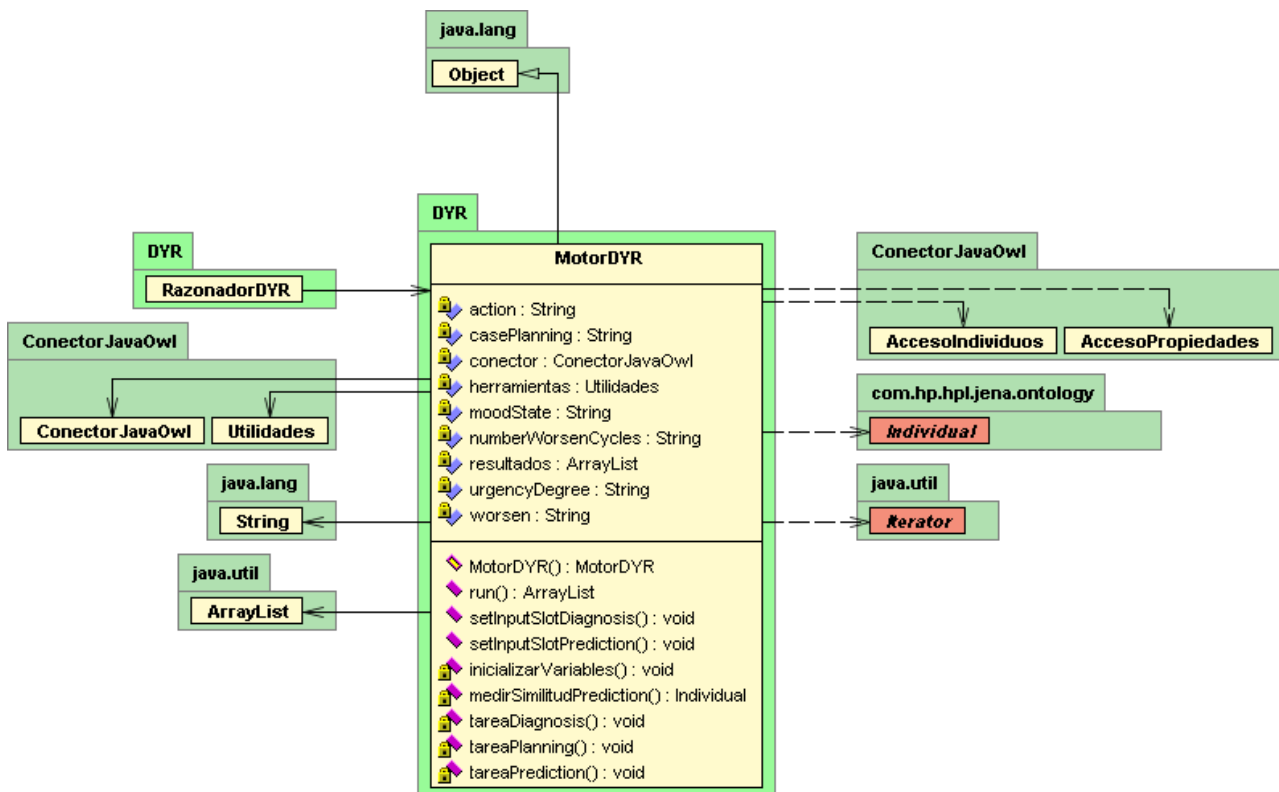 java.lang
Object
DYR
MotorDYR
action : String
casePlanning : String
conector : ConectorJavaOwl
herramientas : Utilidades
moodState : String
numberWorsenCycles : String
resultados : ArrayList
urgencyDegree : String
worsen : String
MotorDYR() : MotorDYR
run() : ArrayList
setInputSlotDiagnosis() : void
setInputSlotPrediction() : void
inicializarVariables() : void
medirSimilitudPrediction() : Individual
tareaDiagnosis() : void
tareaPlanning() : void
tareaPrediction() : void
DYR
RazonadorDYR
ConectorJavaOwl
ConectorJavaOwl
Utilidades
java.lang
String
java.util
ArrayList
ConectorJavaOwl
AccesoIndividuos
AccesoPropiedades
com.hp.hpl.jena.ontology
Individual
java.util
Iterator